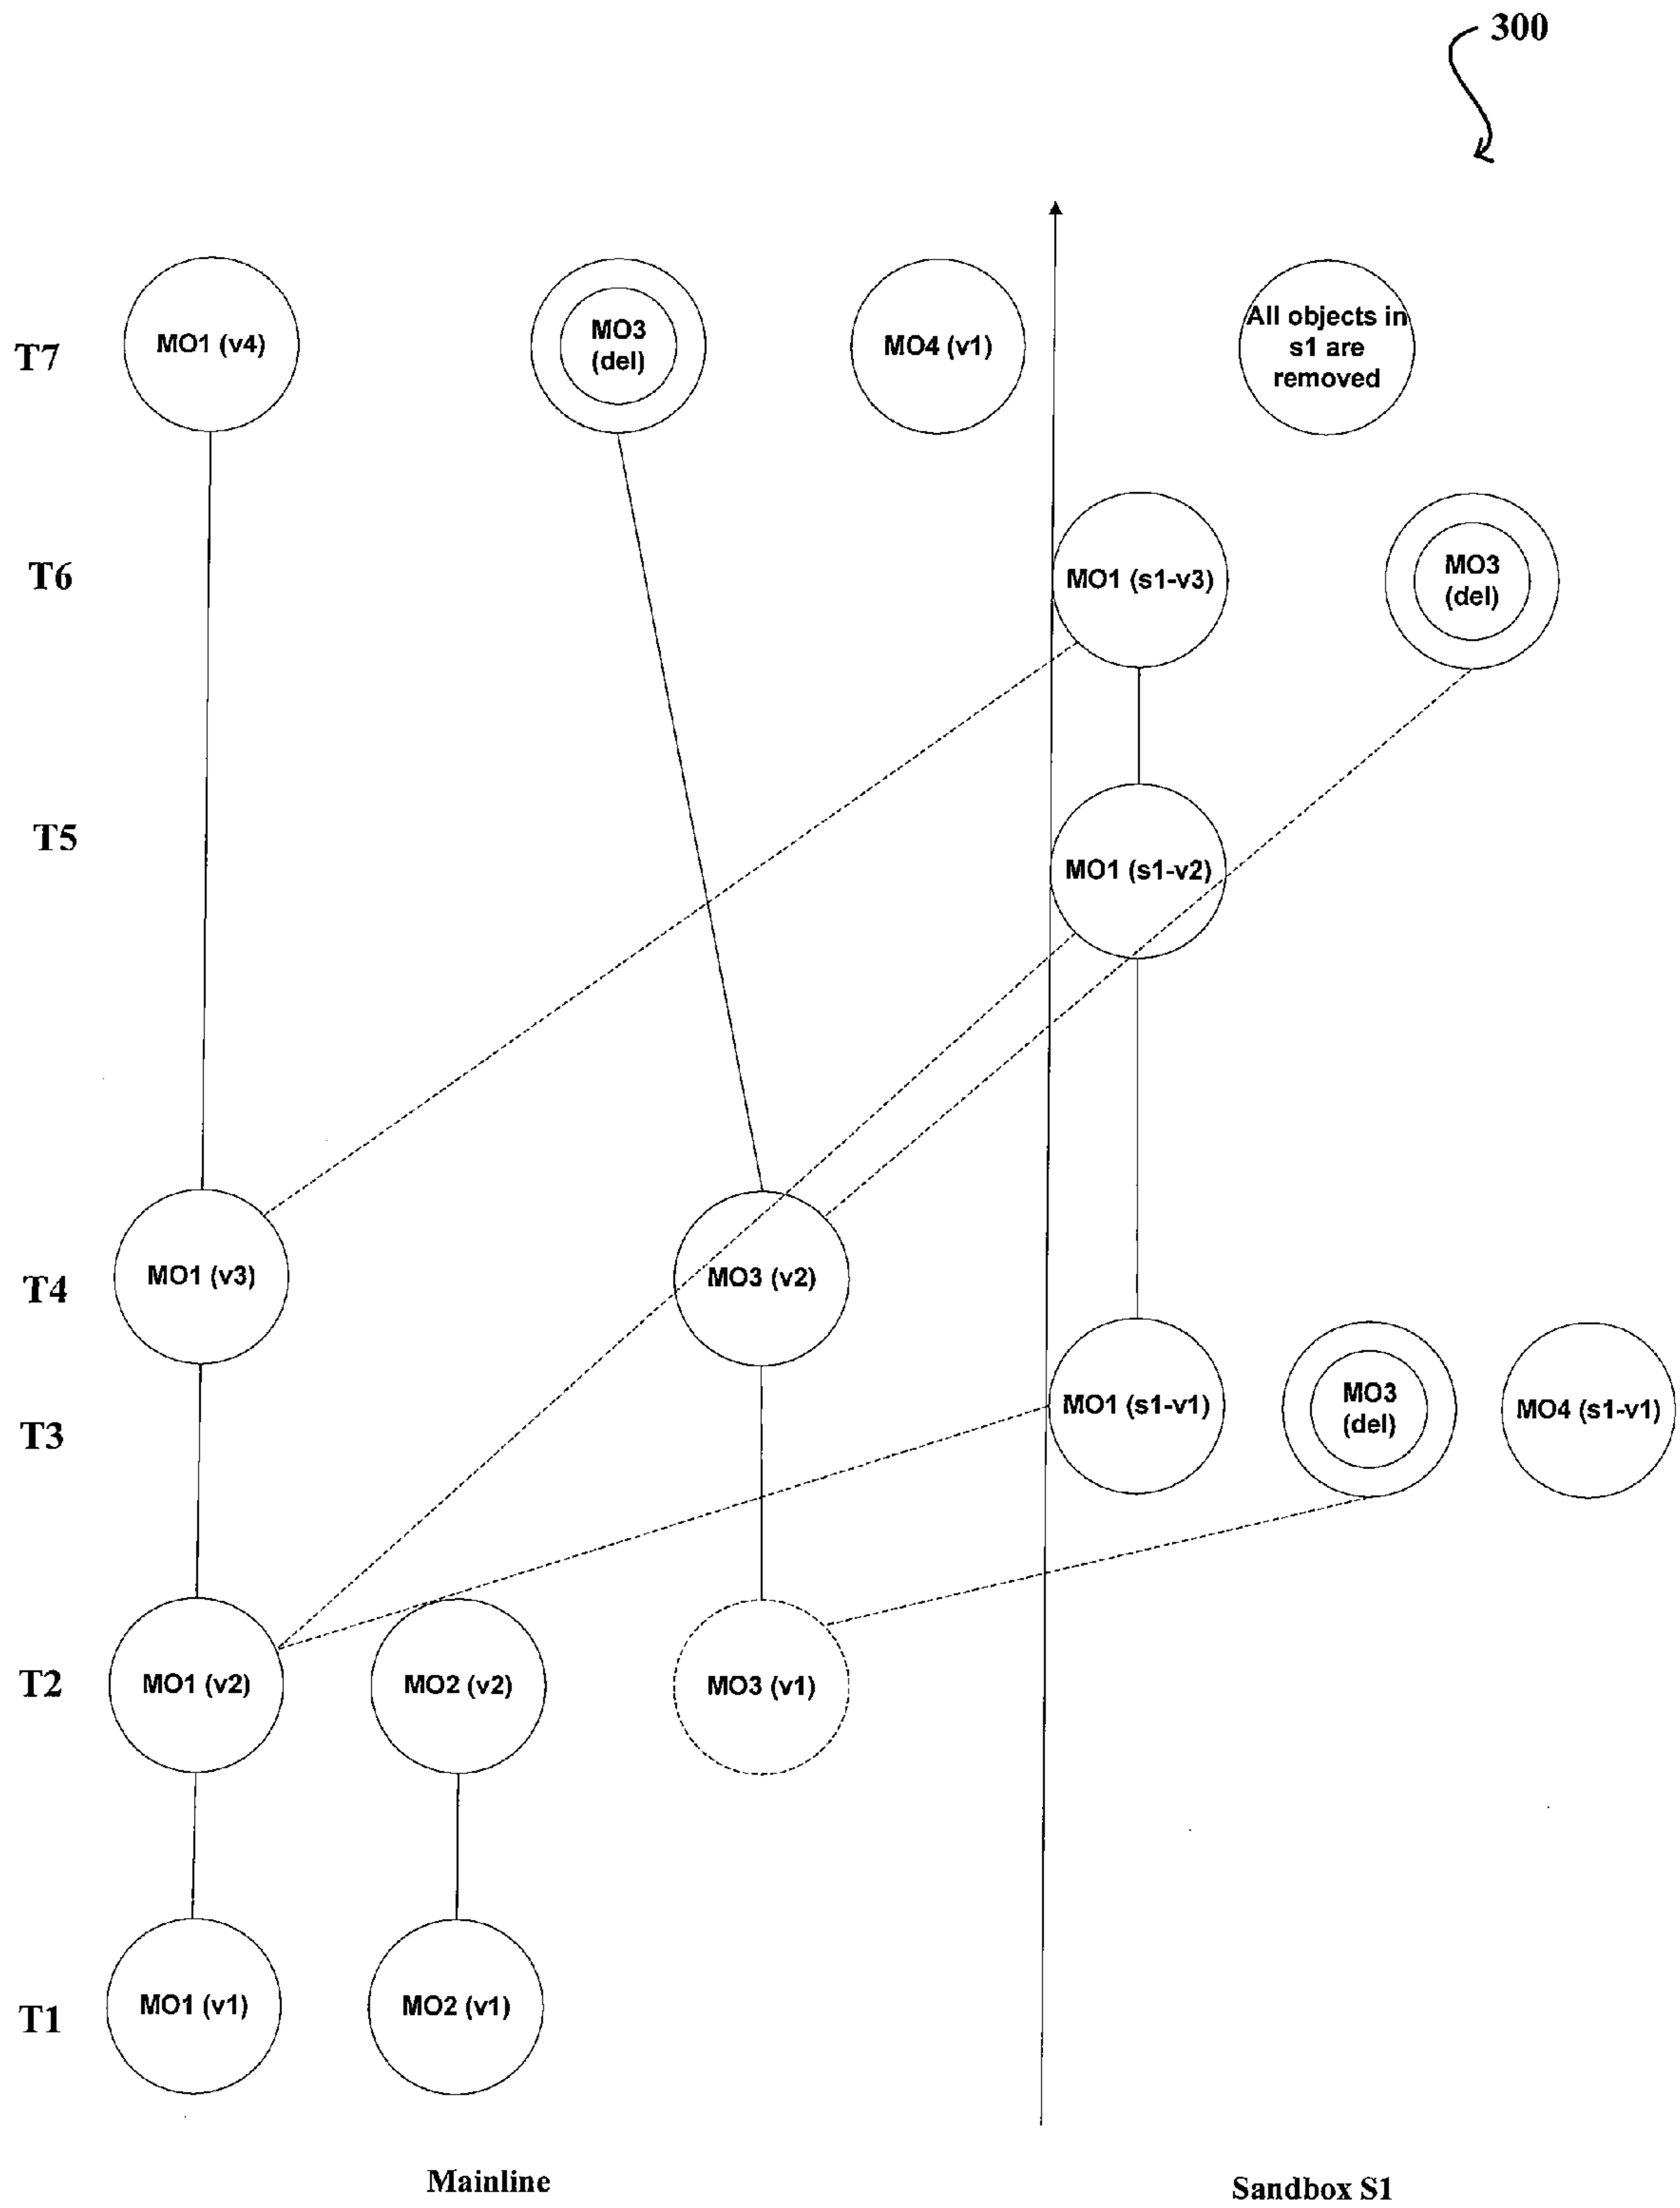 300
T7
MO1 (v4)
MO3
(del)
MO4 (v1)
All objects in
s1 are
removed
T6
MO1 (s1-v3)
MO3
(del)
T5
MO1 (s1-v2)
T4
MO1 (v3)
MO3 (v2)
T3
MO1 (s1-v1)
MO3
(del)
MO4 (s1-v1)
T2
MO1 (v2)
MO2 (v2)
MO3 (v1)
T1
MO1 (v1)
MO2 (v1)
Mainline
Sandbox S1